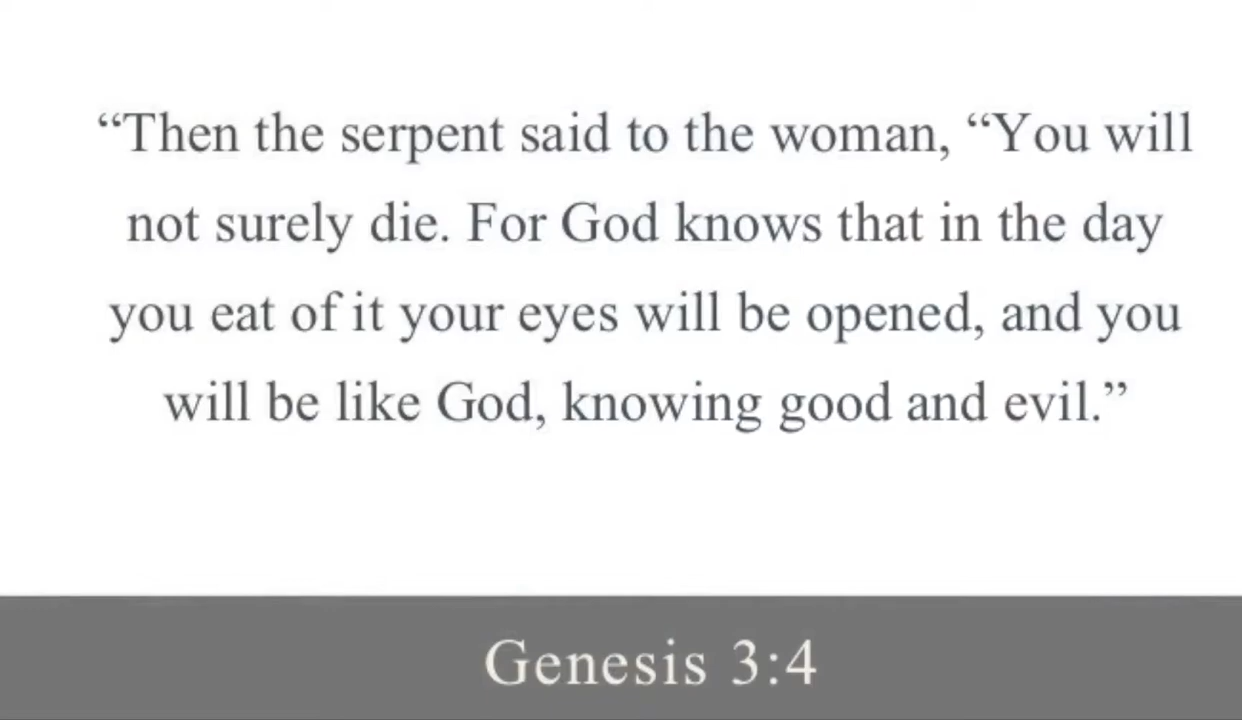 “Then the serpent said to the woman, “You will
not surely die. For God knows that in the day
you eat of it your eyes will be opened, and you
will be like God, knowing good and evil.”
Genesis 3:4